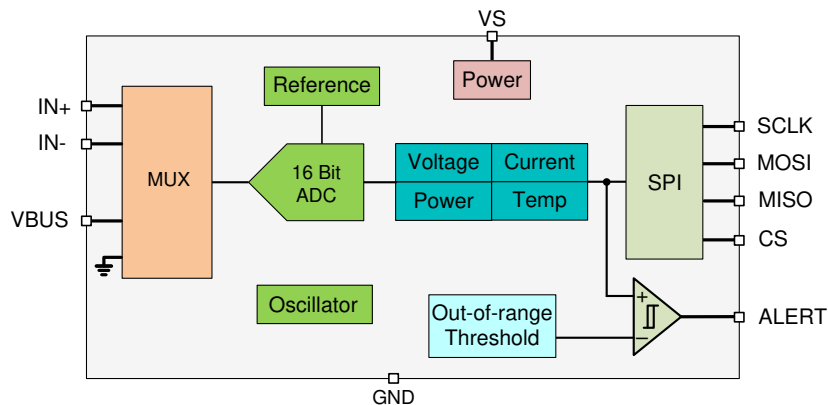 VS
Power
Reference
IN+
IN-
VBUS
MUX
16 Bit
ADC
Voltage
Current
Power
Temp
SPI
SCLK
MOSI
MISO
CS
Oscillator
Out-of-range
Threshold
+
−
ALERT
GND